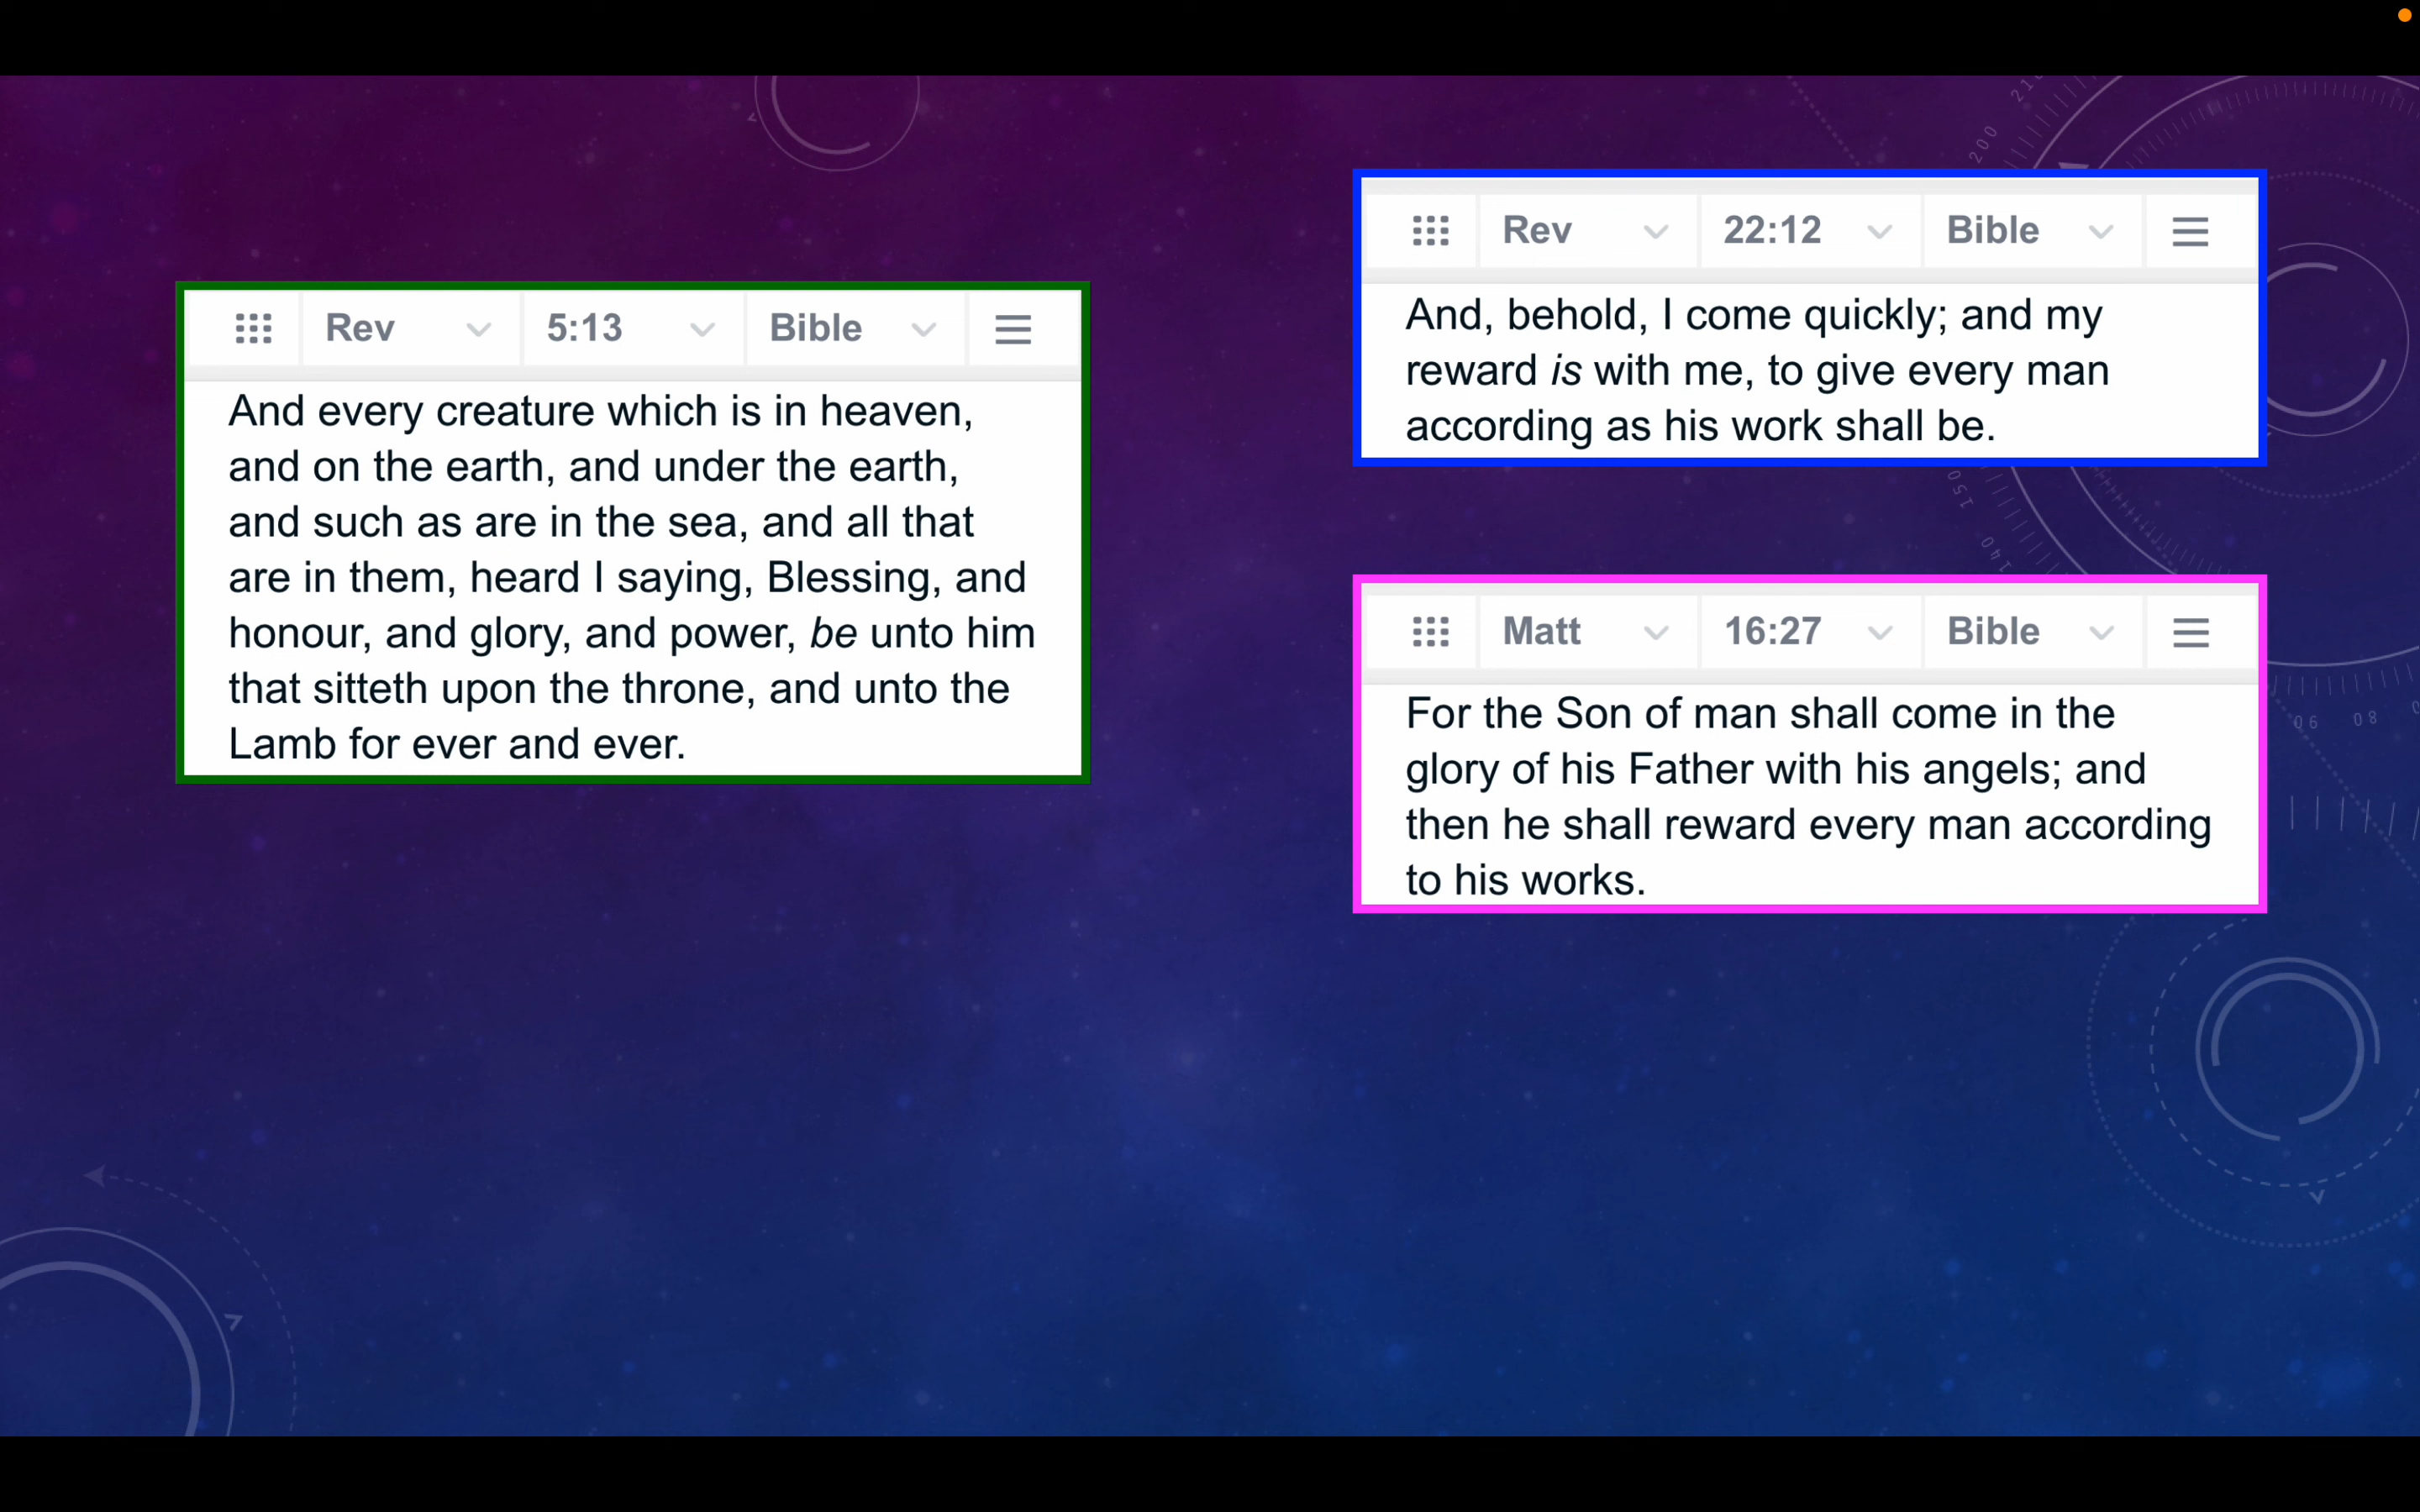 Rev 5:13 Bible
And every creature which is in heaven,
and on the earth, and under the earth,
and such as are in the sea, and all that
are in them, heard I saying, Blessing, and
honour, and glory, and power, be unto him
that sitteth upon the throne, and unto the
Lamb for ever and ever.
Rev 22:12 Bible
And, behold, I come quickly; and my
reward is with me, to give every man
according as his work shall be.
Matt 16:27 Bible
For the Son of man shall come in the
glory of his Father with his angels; and
then he shall reward every man according
to his works.
200
150
140
90
80